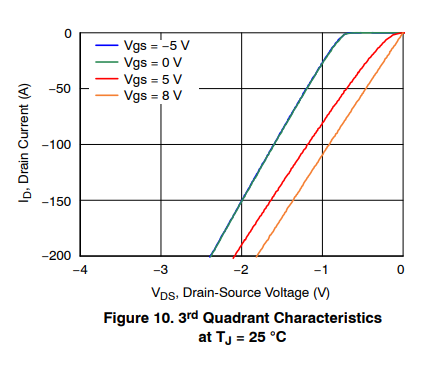 0
−50
−100
−150
−200
ID, Drain Current (A)
Vgs = −5 V
Vgs = 0 V
Vgs = 5 V
Vgs = 8 V
−4
−3
−2
−1
0
VDS, Drain-Source Voltage (V)
Figure 10. 3rd Quadrant Characteristics
at TJ = 25 °C